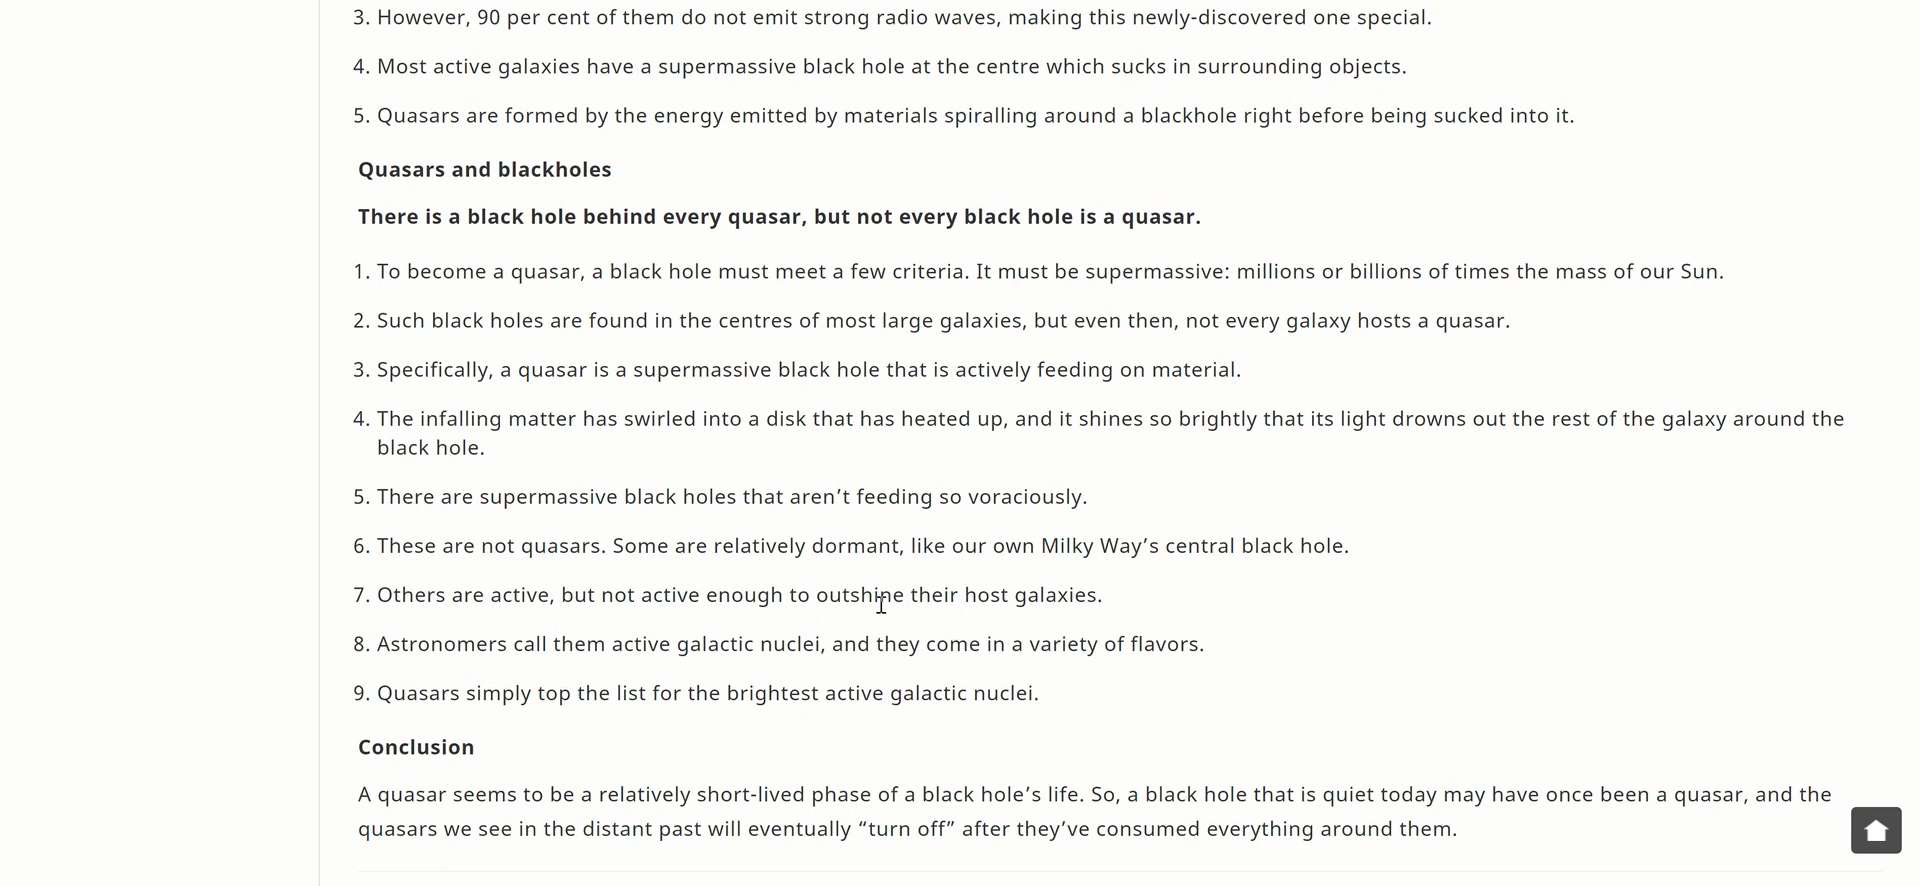 3. However, 90 per cent of them do not emit strong radio waves, making this newly-discovered one special.
4. Most active galaxies have a supermassive black hole at the centre which sucks in surrounding objects.
5. Quasars are formed by the energy emitted by materials spiralling around a blackhole right before being sucked into it.
Quasars and blackholes
There is a black hole behind every quasar, but not every black hole is a quasar.
1. To become a quasar, a black hole must meet a few criteria. It must be supermassive: millions or billions of times the mass of our Sun.
2. Such black holes are found in the centres of most large galaxies, but even then, not every galaxy hosts a quasar.
3. Specifically, a quasar is a supermassive black hole that is actively feeding on material.
4. The infalling matter has swirled into a disk that has heated up, and it shines so brightly that its light drowns out the rest of the galaxy around the
black hole.
5. There are supermassive black holes that aren’t feeding so voraciously.
6. These are not quasars. Some are relatively dormant, like our own Milky Way’s central black hole.
7. Others are active, but not active enough to outshine their host galaxies.
8. Astronomers call them active galactic nuclei, and they come in a variety of flavors.
9. Quasars simply top the list for the brightest active galactic nuclei.
Conclusion
A quasar seems to be a relatively short-lived phase of a black hole’s life. So, a black hole that is quiet today may have once been a quasar, and the
quasars we see in the distant past will eventually “turn off” after they’ve consumed everything around them.